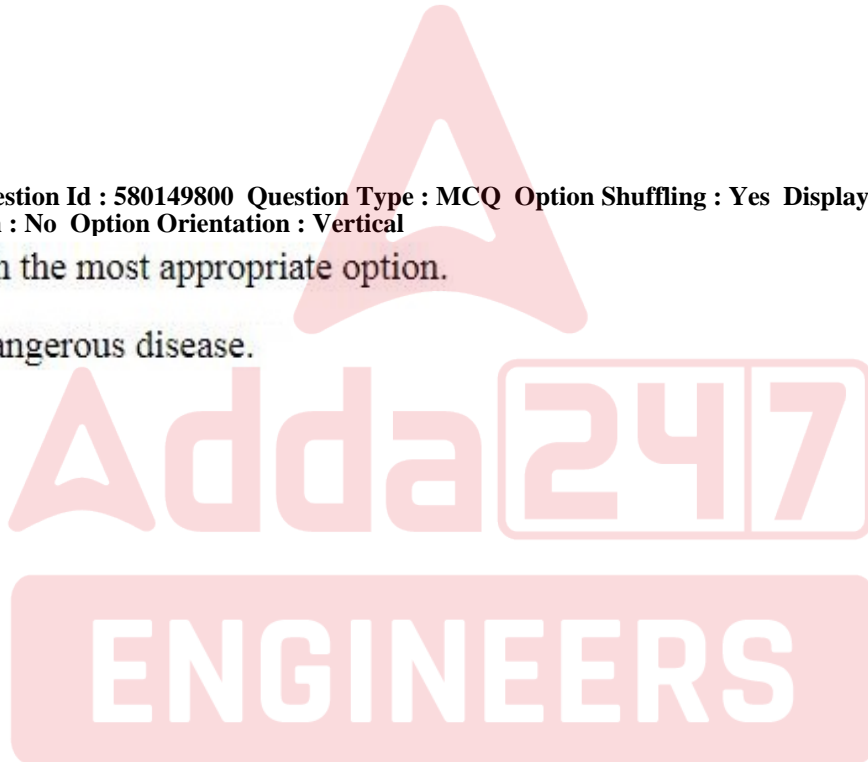 estion Id : 580149800 Question Type : MCQ Option Shuffling : Yes Display
: No Option Orientation : Vertical
the most appropriate option.
angerous disease.
Adda247
ENGINEERS